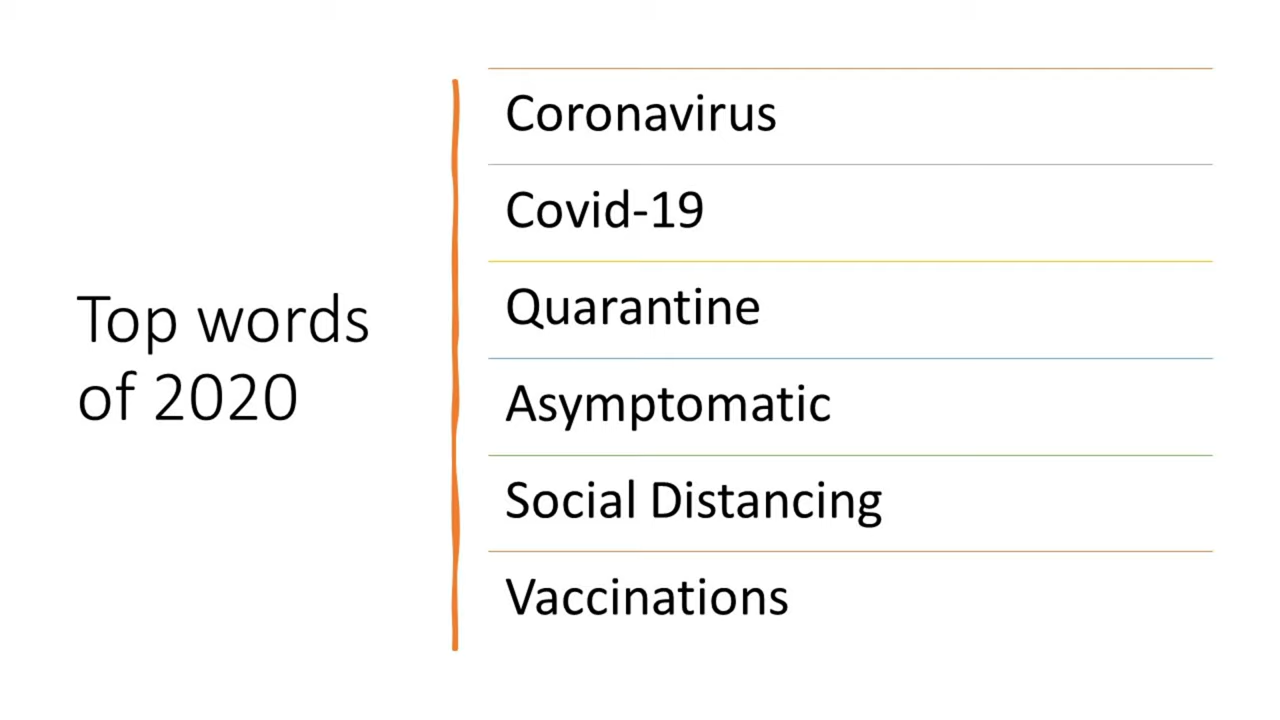 Top words
of 2020
Coronavirus
Covid-19
Quarantine
Asymptomatic
Social Distancing
Vaccinations